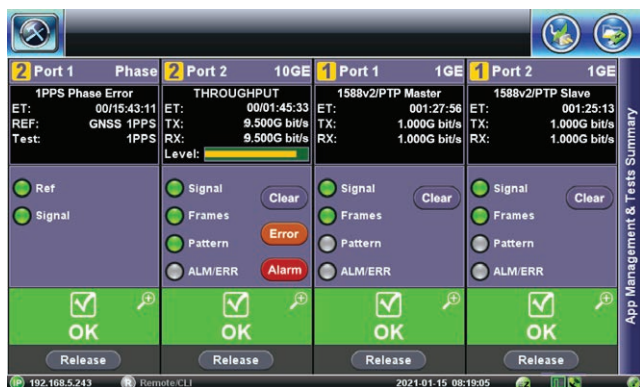 2 Port 1 Phase
1PPS Phase Error
ET: 00/15:43:11
REF: GNSS 1PPS
Test: 1PPS
Ref
Signal
OK
Release
2 Port 2 10GE
THROUGHPUT
ET: 00/01:45:33
TX: 9.500G bit/s
RX: 9.500G bit/s
Level:
Signal
Frames
Pattern
ALM/ERR
Clear
Error
Alarm
OK
Release
1 Port 1 1GE
1588v2/PTP Master
ET: 001:27:56
TX: 1.000G bit/s
RX: 1.000G bit/s
Signal
Frames
Pattern
ALM/ERR
Clear
OK
Release
1 Port 2 1GE
1588v2/PTP Slave
ET: 001:25:13
TX: 1.000G bit/s
RX: 1.000G bit/s
Signal
Frames
Pattern
ALM/ERR
Clear
OK
Release
App Management & Tests Summary
IP 192.168.5.243 R Remote/CLI 2021-01-15 08:19:05